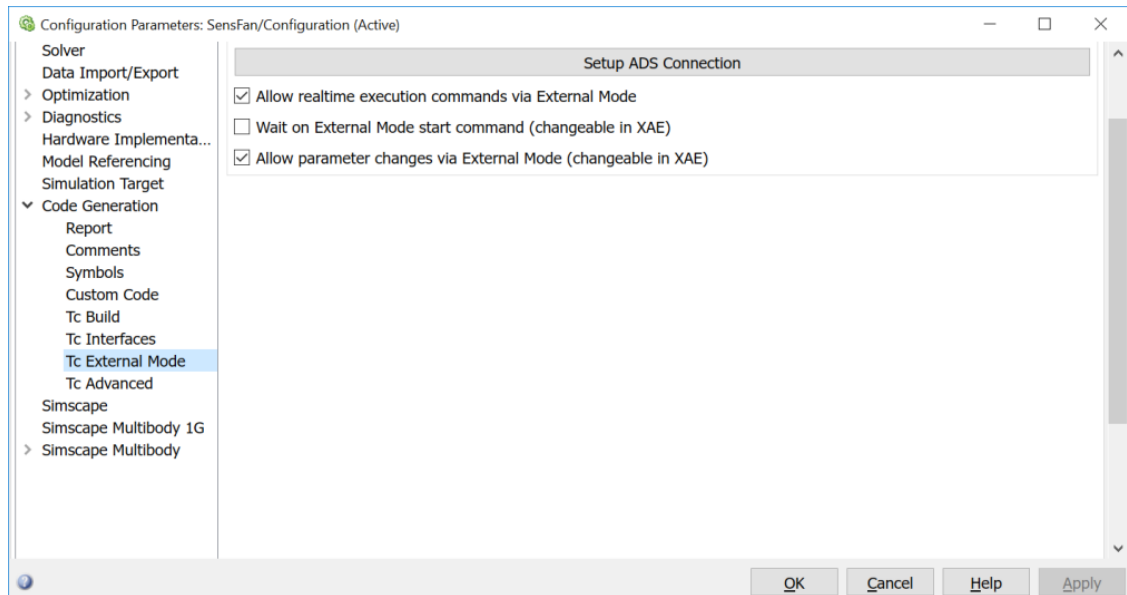 Configuration Parameters: SensFan/Configuration (Active)
Solver
Data Import/Export
Optimization
Diagnostics
Hardware Implementa...
Model Referencing
Simulation Target
Code Generation
Report
Comments
Symbols
Custom Code
Tc Build
Tc Interfaces
Tc External Mode
Tc Advanced
Simscape
Simscape Multibody 1G
Simscape Multibody
Setup ADS Connection
Allow realtime execution commands via External Mode
Wait on External Mode start command (changeable in XAE)
Allow parameter changes via External Mode (changeable in XAE)
OK Cancel Help Apply